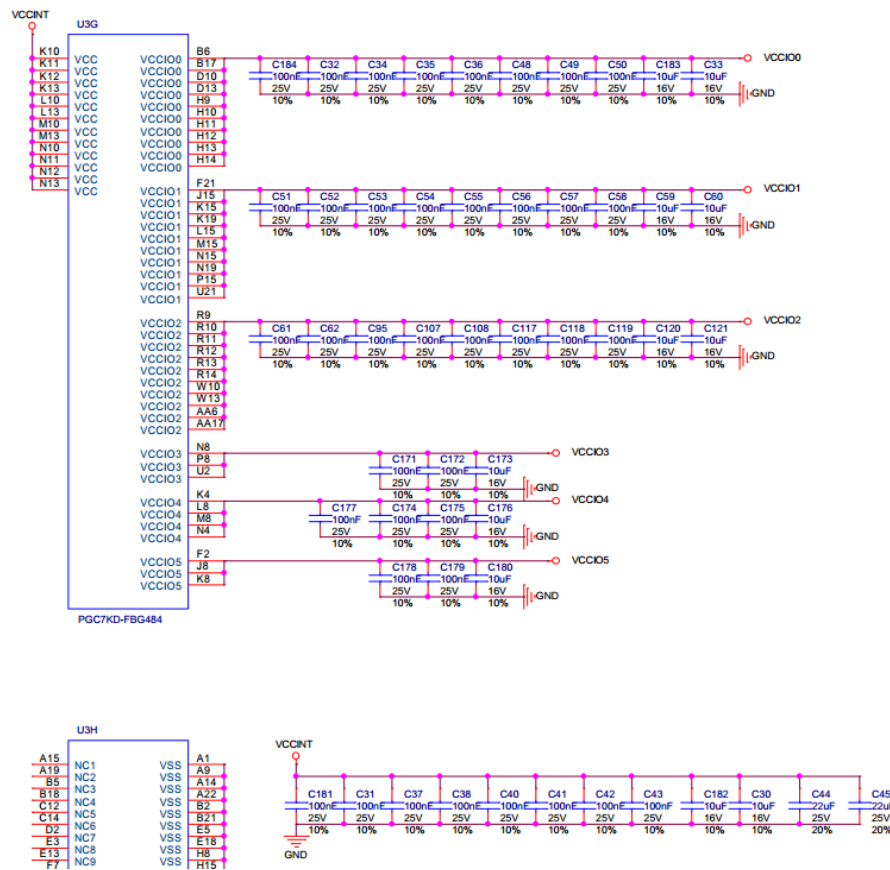 VCCINT
U3G
K10 VCC VCCIO0 B6
K11 VCC VCCIO0 B17
K12 VCC VCCIO0 D10
K13 VCC VCCIO0 D13
L10 VCC VCCIO0 H9
L13 VCC VCCIO0 H10
M10 VCC VCCIO0 H11
M13 VCC VCCIO0 H12
N10 VCC VCCIO0 H13
N11 VCC VCCIO0 H14
N12 VCC
N13 VCC
VCCIO0
C184 C32 C34 C35 C36 C48 C49 C50 C183 C33
100nF 100nF 100nF 100nF 100nF 100nF 100nF 100nF 10uF 10uF
25V 25V 25V 25V 25V 25V 25V 25V 16V 16V
10% 10% 10% 10% 10% 10% 10% 10% 10% 10%
GND
VCCIO1 F21
VCCIO1 J15
VCCIO1 K15
VCCIO1 K19
VCCIO1 L15
VCCIO1 M15
VCCIO1 N15
VCCIO1 N19
VCCIO1 P15
VCCIO1 U21
VCCIO1
C51 C52 C53 C54 C55 C56 C57 C58 C59 C60
100nF 100nF 100nF 100nF 100nF 100nF 100nF 100nF 10uF 10uF
25V 25V 25V 25V 25V 25V 25V 25V 16V 16V
10% 10% 10% 10% 10% 10% 10% 10% 10% 10%
GND
VCCIO2 R9
VCCIO2 R10
VCCIO2 R11
VCCIO2 R12
VCCIO2 R13
VCCIO2 R14
VCCIO2 W10
VCCIO2 W13
VCCIO2 AA6
VCCIO2 AA17
VCCIO2
C61 C62 C95 C107 C108 C117 C118 C119 C120 C121
100nF 100nF 100nF 100nF 100nF 100nF 100nF 100nF 10uF 10uF
25V 25V 25V 25V 25V 25V 25V 25V 16V 16V
10% 10% 10% 10% 10% 10% 10% 10% 10% 10%
GND
VCCIO3 N8
VCCIO3 P8
VCCIO3 U2
VCCIO3
C171 C172 C173
100nF 100nF 10uF
25V 25V 16V
10% 10% 10%
GND
VCCIO4 K4
VCCIO4 L8
VCCIO4 M8
VCCIO4 N4
VCCIO4
C177 C174 C175 C176
100nF 100nF 100nF 10uF
25V 25V 25V 16V
10% 10% 10% 10%
GND
VCCIO5 F2
VCCIO5 J8
VCCIO5 K8
VCCIO5
C178 C179 C180
100nF 100nF 10uF
25V 25V 16V
10% 10% 10%
GND
PGC7KD-FBG484
U3H
A15 NC1 VSS A1
A19 NC2 VSS A9
B5 NC3 VSS A14
B18 NC4 VSS A22
C12 NC5 VSS B2
C14 NC6 VSS B21
D2 NC7 VSS E5
E3 NC8 VSS E18
E13 NC9 VSS H8
F7 H15
VCCINT
C181 C31 C37 C38 C40 C41 C42 C43 C182 C30 C44 C45
100nF 100nF 100nF 100nF 100nF 100nF 100nF 100nF 10uF 10uF 22uF 22uF
25V 25V 25V 25V 25V 25V 25V 25V 16V 16V 25V 25V
10% 10% 10% 10% 10% 10% 10% 10% 10% 10% 20% 20%
GND